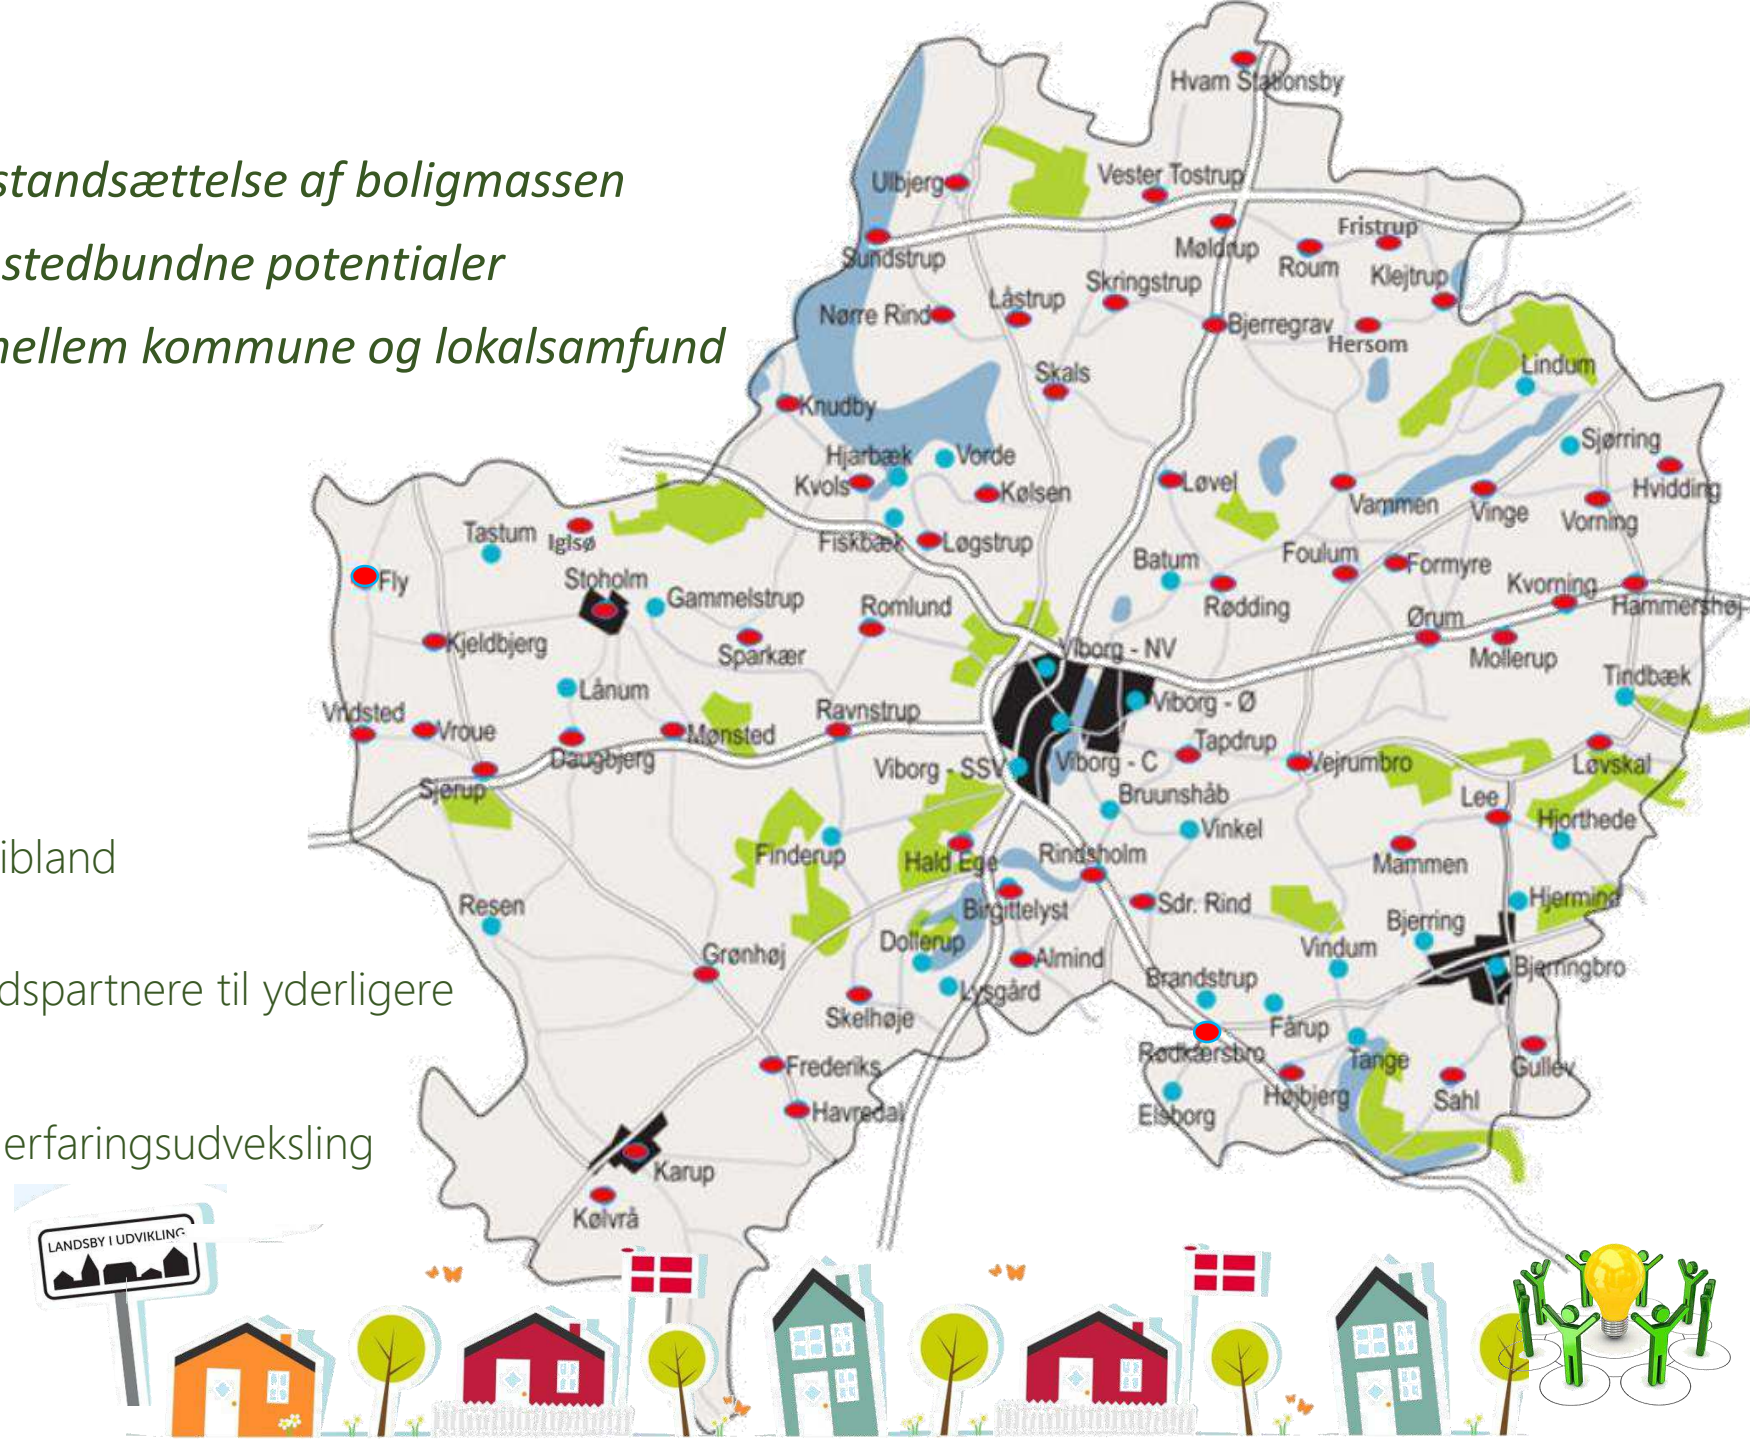 standsættelse af boligmassen
stedbundne potentialer
mellem kommune og lokalsamfund
ibland
dspartnere til yderligere
erfaringsudveksling
LANDSBY I UDVIKLING
Hvam Stationsby
Ulbjerg
Vester Tostrup
Sundstrup
Møldrup
Fristrup
Roum
Klejtrup
Skringstrup
Låstrup
Nørre Rind
Bjerregrav
Hersom
Lindum
Skals
Knudby
Sjørring
Hjarbæk
Vorde
Kvols
Kølsen
Løvel
Vammen
Vinge
Hvidding
Vorning
Tastum
Iglsø
Fiskbæk
Løgstrup
Batum
Foulum
Formyre
Fly
Stoholm
Gammelstrup
Romlund
Rødding
Kvorning
Hammershøj
Ørum
Kjeldbjerg
Sparkær
Viborg - NV
Mollerup
Tindbæk
Lånum
Viborg - Ø
Vridsted
Vroue
Ravnstrup
Mønsted
Tapdrup
Daugbjerg
Viborg - SSV
Viborg - C
Vejrumbro
Løvskal
Sjørup
Bruunshåb
Lee
Hjorthede
Vinkel
Finderup
Hald Ege
Rindsholm
Mammen
Resen
Birgittelyst
Sdr. Rind
Hjermind
Bjerring
Dollerup
Vindum
Grønhøj
Almind
Bjerringbro
Brandstrup
Lysgård
Skelhøje
Fårup
Rødkærsbro
Tange
Gullev
Frederiks
Højbjerg
Sahl
Havredal
Elsborg
Karup
Kølvrå